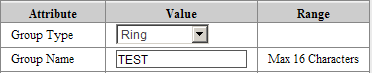 Attribute Value Range
Group Type Ring
Group Name TEST Max 16 Characters